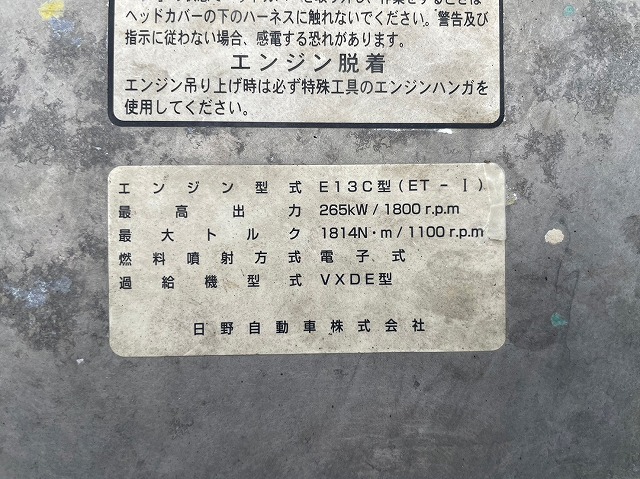 ヘッドカバーの下のハーネスに触れないでください。警告及び
指示に従わない場合、感電する恐れがあります。
エンジン脱着
エンジン吊り上げ時は必ず特殊工具のエンジンハンガを
使用してください。
エンジン型式 E13C型(ET-Ⅰ)
最高出力 265kW/1800r.p.m
最大トルク 1814N・m/1100r.p.m
燃料噴射方式 電子式
過給機型式 VXDE型
日野自動車株式会社